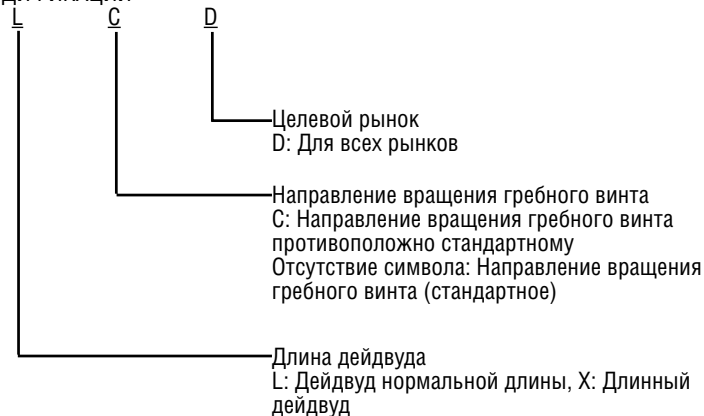 L C D
Целевой рынок
D: Для всех рынков
Направление вращения гребного винта
C: Направление вращения гребного винта
противоположно стандартному
Отсутствие символа: Направление вращения
гребного винта (стандартное)
Длина дейдвуда
L: Дейдвуд нормальной длины, X: Длинный
дейдвуд